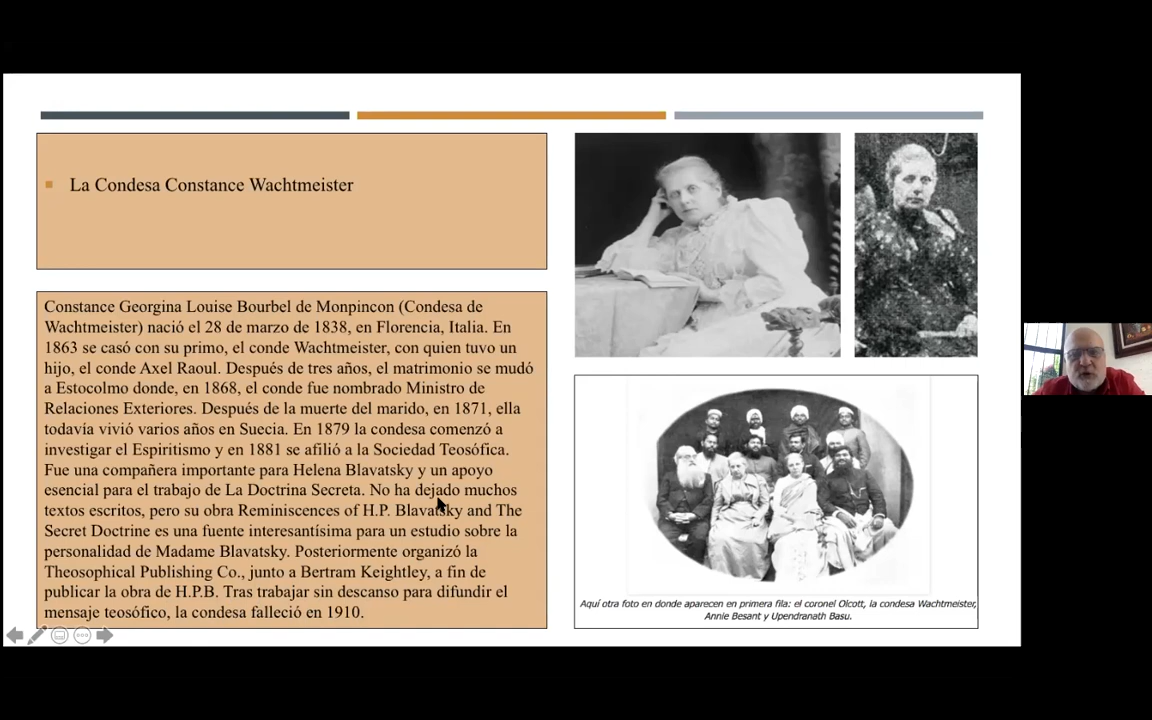 La Condesa Constance Wachtmeister
Constance Georgina Louise Bourbel de Monpincon (Condesa de
Wachtmeister) nació el 28 de marzo de 1838, en Florencia, Italia. En
1863 se casó con su primo, el conde Wachtmeister, con quien tuvo un
hijo, el conde Axel Raoul. Después de tres años, el matrimonio se mudó
a Estocolmo donde, en 1868, el conde fue nombrado Ministro de
Relaciones Exteriores. Después de la muerte del marido, en 1871, ella
todavía vivió varios años en Suecia. En 1879 la condesa comenzó a
investigar el Espiritismo y en 1881 se afilió a la Sociedad Teosófica.
Fue una compañera importante para Helena Blavatsky y un apoyo
esencial para el trabajo de La Doctrina Secreta. No ha dejado muchos
textos escritos, pero su obra Reminiscences of H.P. Blavatsky and The
Secret Doctrine es una fuente interesantísima para un estudio sobre la
personalidad de Madame Blavatsky. Posteriormente organizó la
Theosophical Publishing Co., junto a Bertram Keightley, a fin de
publicar la obra de H.P.B. Tras trabajar sin descanso para difundir el
mensaje teosófico, la condesa falleció en 1910.
Aquí otra foto en donde aparecen en primera fila: el coronel Olcott, la condesa Wachtmeister,
Annie Besant y Upendranath Basu.